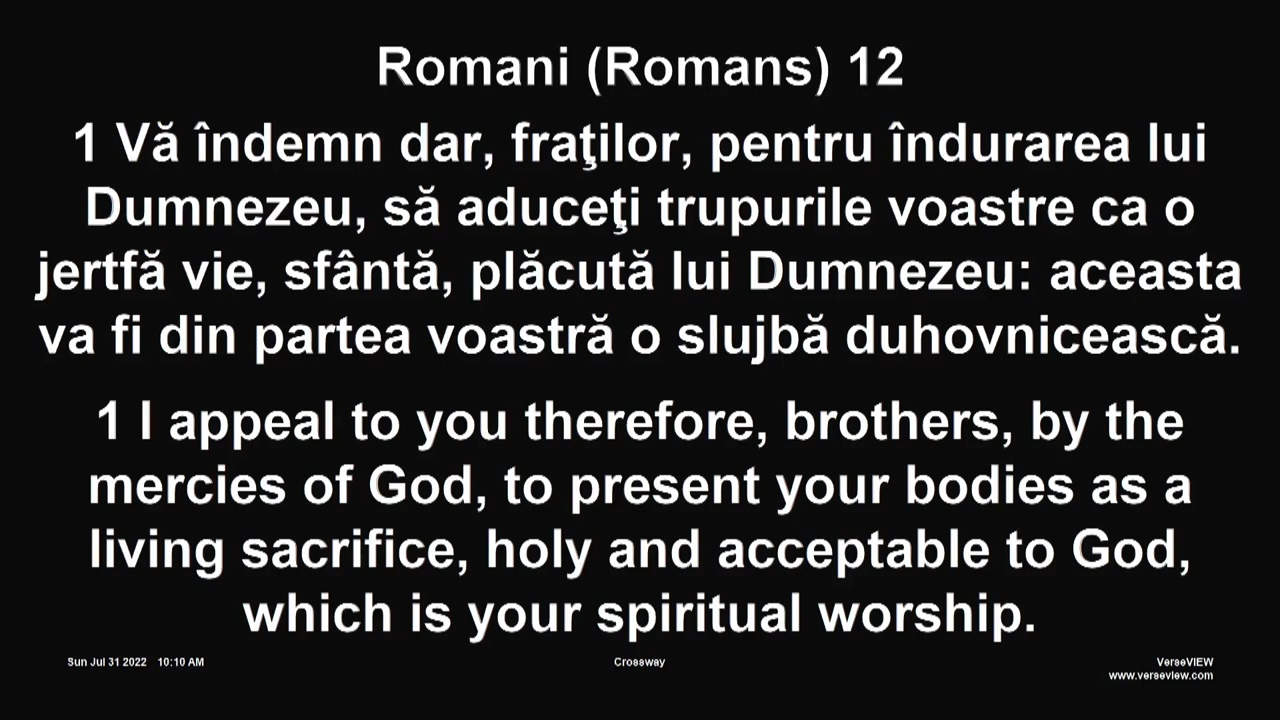 Romani (Romans) 12
1 Vă îndemn dar, fraţilor, pentru îndurarea lui
Dumnezeu, să aduceţi trupurile voastre ca o
jertfă vie, sfântă, plăcută lui Dumnezeu: aceasta
va fi din partea voastră o slujbă duhovnicească.
1 I appeal to you therefore, brothers, by the
mercies of God, to present your bodies as a
living sacrifice, holy and acceptable to God,
which is your spiritual worship.
Sun Jul 31 2022 10:10 AM
Crossway
VerseVIEW
www.verseview.com